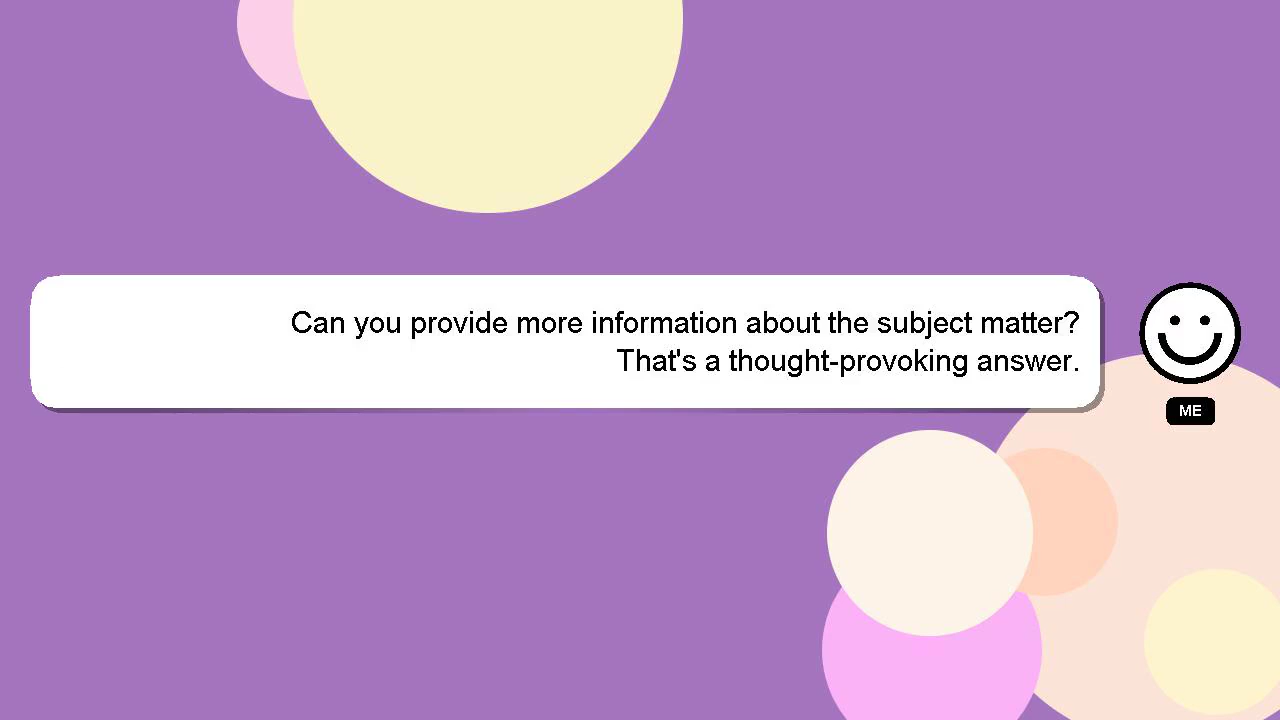 Can you provide more information about the subject matter?
That's a thought-provoking answer.
ME